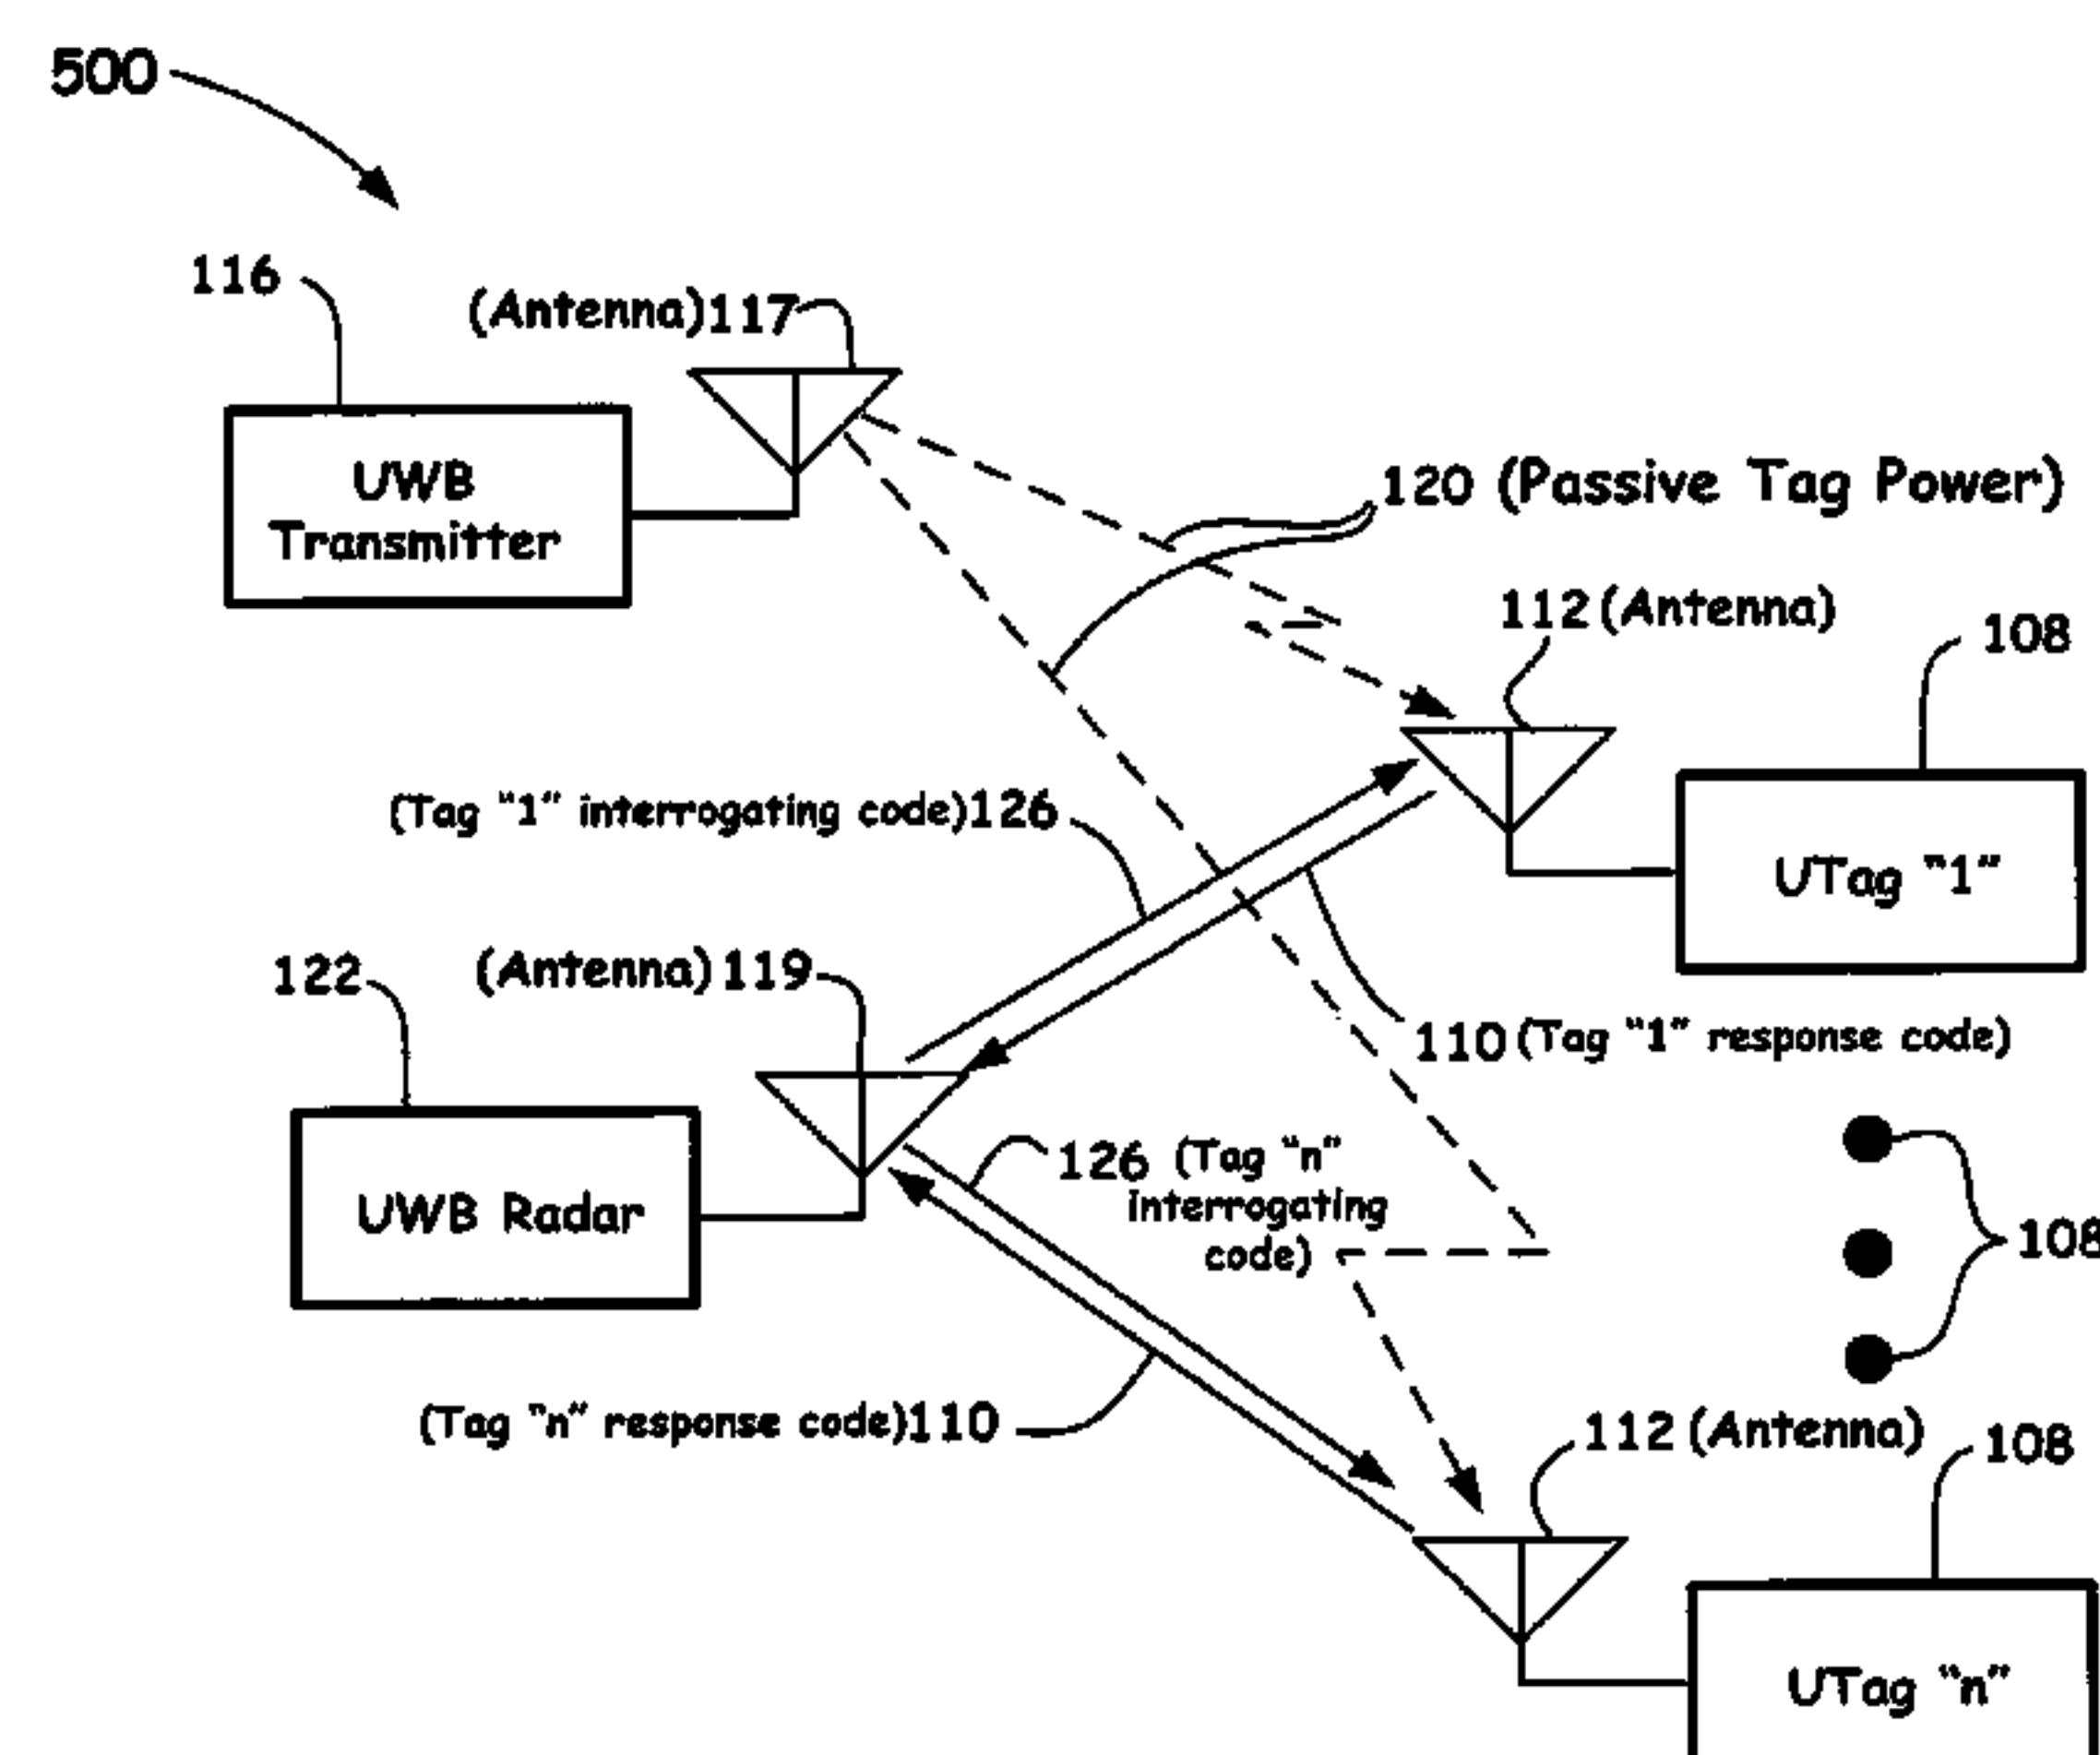 500
116
(Antenna)117
UWB
Transmitter
120 (Passive Tag Power)
112 (Antenna)
108
(Tag "1" interrogating code)126
UTag "1"
122
(Antenna) 119
110 (Tag "1" response code)
UWB Radar
126 (Tag "n"
interrogating
code)
108
(Tag "n" response code)110
112 (Antenna)
108
UTag "n"